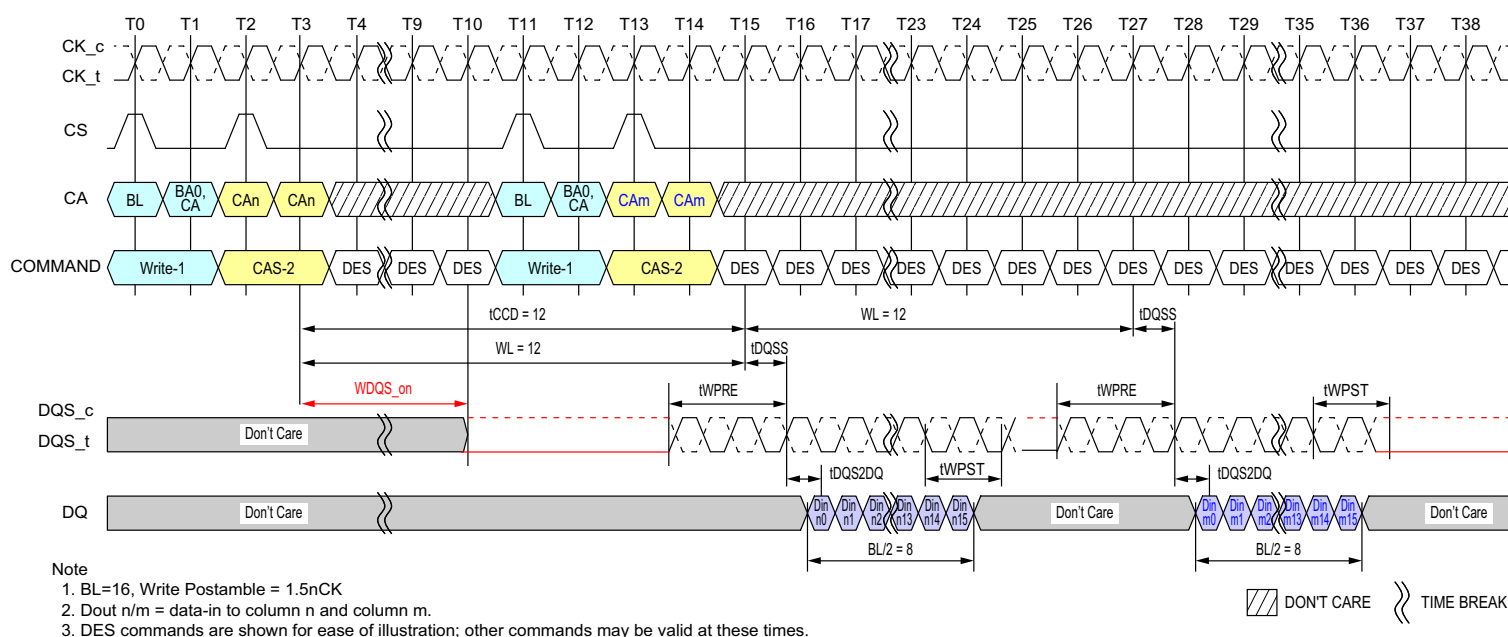 T0 T1 T2 T4 T9 T10 T11 T12 T13 T14 T15 T16 T17 T23 T24 T25 T26 T27 T28 T29 T35 T36 T37 T38
CK_c
CK_t
CS
CA BL BA0, CA CAn CAn BL BA0, CA CAm CAm
COMMAND Write-1 CAS-2 DES DES DES Write-1 CAS-2 DES DES DES DES DES DES DES DES DES DES DES DES DES DES
tCCD = 12 WL = 12 tDQSS
WL = 12 tDQSS
WDQS_on tWPRE tWPRE tWPST
DQS_c
DQS_t Don't Care
tDQS2DQ tWPST tDQS2DQ
DQ Don't Care Din n0 Din n1 Din n2 Din n13 Din n14 Din n15 Don't Care Din m0 Din m1 Din m2 Din m13 Din m14 Din m15 Don't Care
BL/2 = 8 BL/2 = 8
Note
1. BL=16, Write Postamble = 1.5nCK
2. Dout n/m = data-in to column n and column m.
3. DES commands are shown for ease of illustration; other commands may be valid at these times.
DON'T CARE TIME BREAK